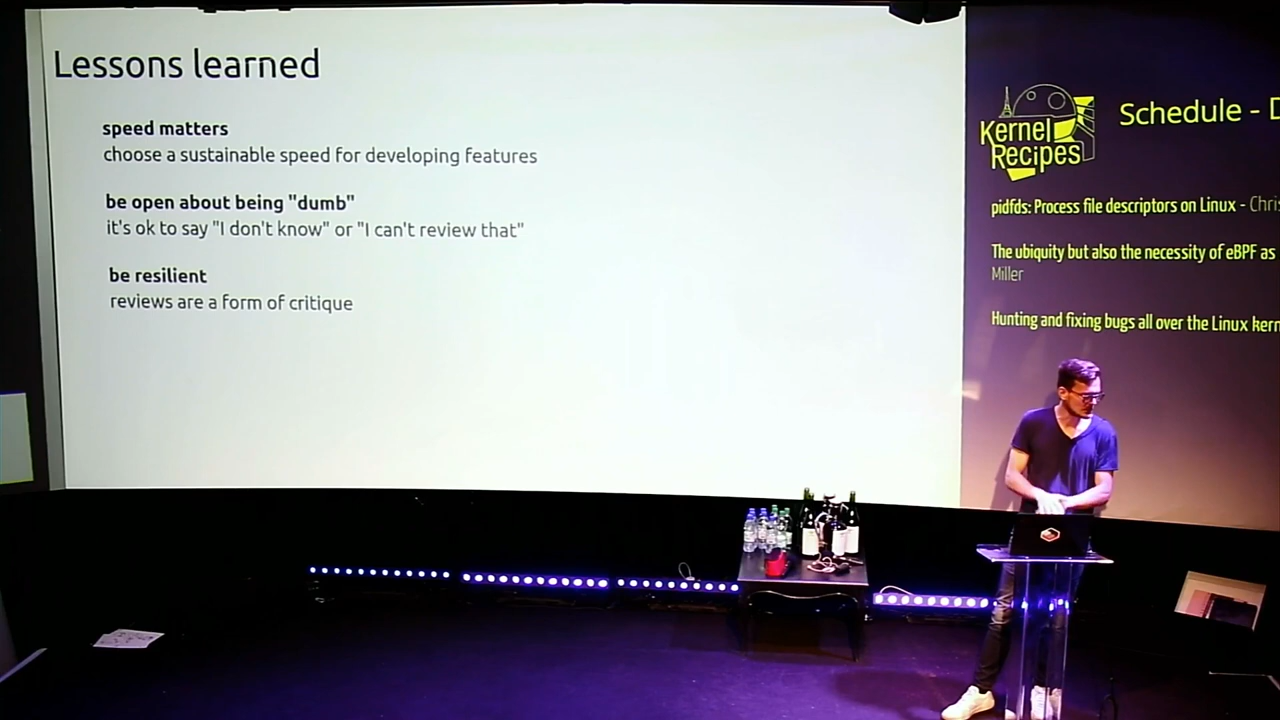 Lessons learned
speed matters
choose a sustainable speed for developing features
be open about being "dumb"
it's ok to say "I don't know" or "I can't review that"
be resilient
reviews are a form of critique
Kernel
Recipes
Schedule - D
pidfds: Process file descriptors on Linux - Chris
The ubiquity but also the necessity of eBPF as
Miller
Hunting and fixing bugs all over the Linux kern